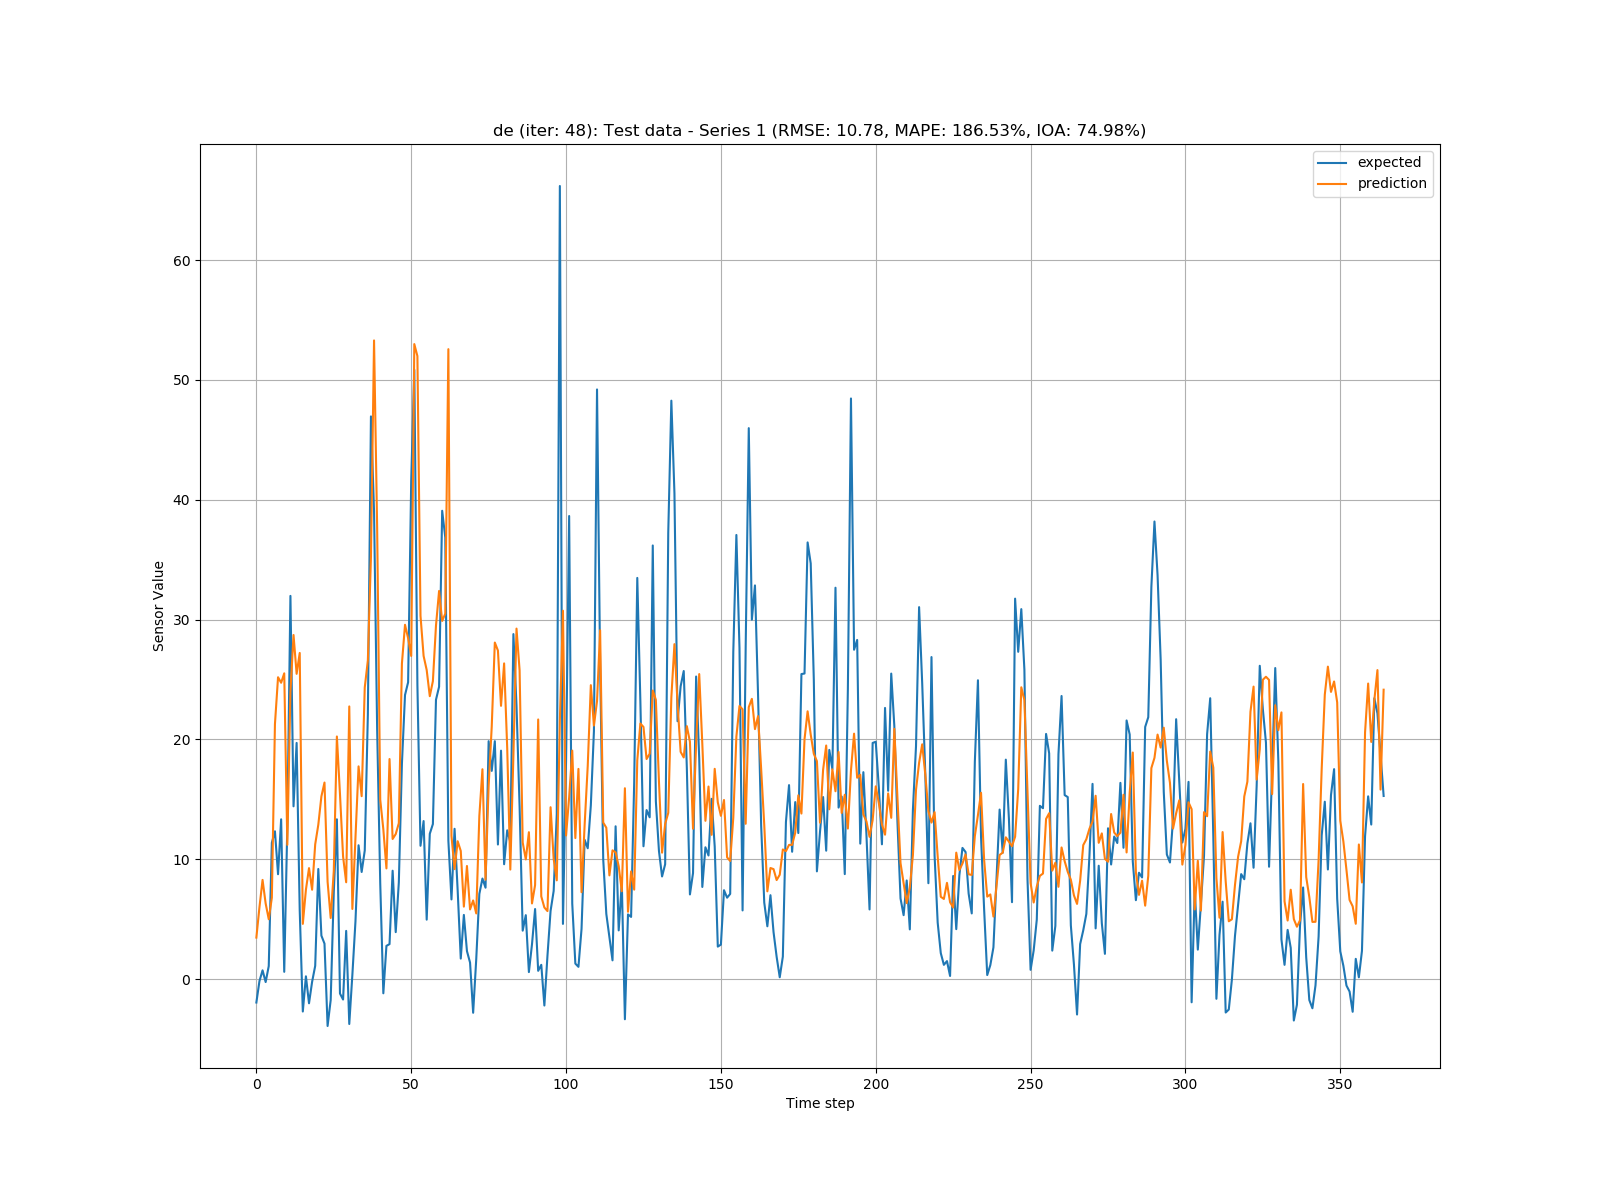 de (iter: 48): Test data - Series 1 (RMSE: 10.78, MAPE: 186.53%, IOA: 74.98%)
expected
prediction
60
50
40
30
20
10
0
Sensor Value
0 50 100 150 200 250 300 350
Time step